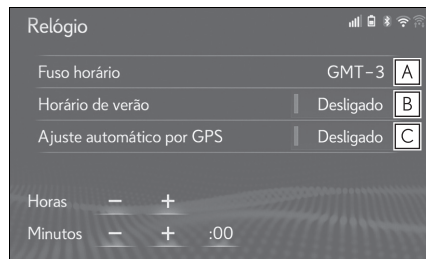 Relógio
Fuso horário GMT-3 A
Horário de verão Desligado B
Ajuste automático por GPS Desligado C
Horas - +
Minutos - + :00